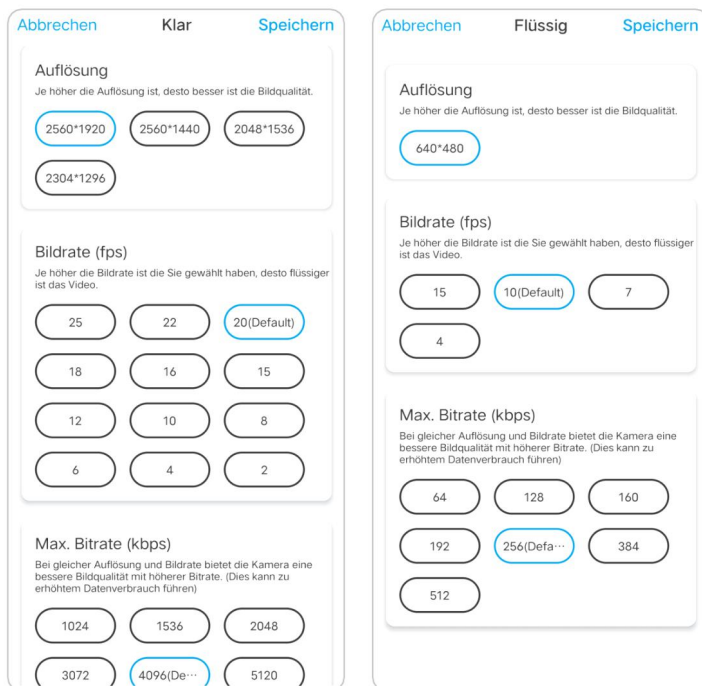 Abbrechen Klar Speichern
Auflösung
Je höher die Auflösung ist, desto besser ist die Bildqualität.
2560*1920 2560*1440 2048*1536
2304*1296
Bildrate (fps)
Je höher die Bildrate ist die Sie gewählt haben, desto flüssiger
ist das Video.
25 22 20(Default)
18 16 15
12 10 8
6 4 2
Max. Bitrate (kbps)
Bei gleicher Auflösung und Bildrate bietet die Kamera eine
bessere Bildqualität mit höherer Bitrate. (Dies kann zu
erhöhtem Datenverbrauch führen)
1024 1536 2048
3072 4096(De··· 5120
Abbrechen Flüssig Speichern
Auflösung
Je höher die Auflösung ist, desto besser ist die Bildqualität.
640*480
Bildrate (fps)
Je höher die Bildrate ist die Sie gewählt haben, desto flüssiger
ist das Video.
15 10(Default) 7
4
Max. Bitrate (kbps)
Bei gleicher Auflösung und Bildrate bietet die Kamera eine
bessere Bildqualität mit höherer Bitrate. (Dies kann zu
erhöhtem Datenverbrauch führen)
64 128 160
192 256(Defa··· 384
512